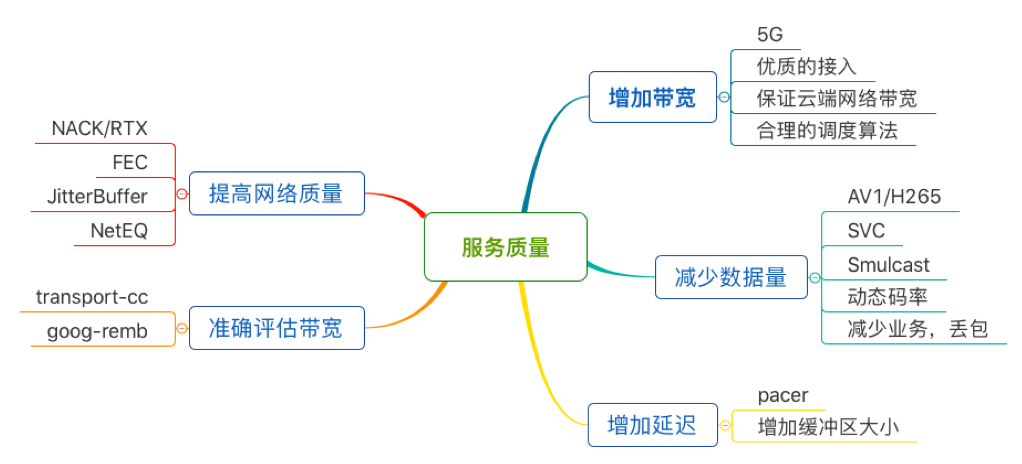 服务质量
增加带宽
5G
优质的接入
保证云端网络带宽
合理的调度算法
减少数据量
AV1/H265
SVC
Smulcast
动态码率
减少业务，丢包
增加延迟
pacer
增加缓冲区大小
提高网络质量
NACK/RTX
FEC
JitterBuffer
NetEQ
准确评估带宽
transport-cc
goog-remb